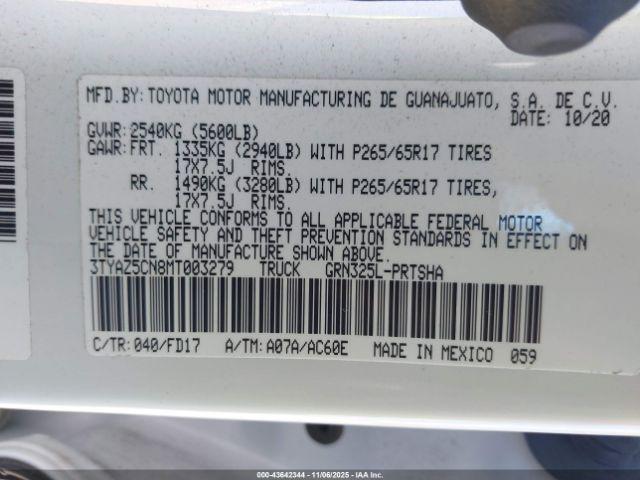 MFD.BY: TOYOTA MOTOR MANUFACTURING DE GUANAJUATO, S.A. DE C.V.
DATE: 10/20
GVWR: 2540KG (5600LB)
GAWR: FRT. 1335KG (2940LB) WITH P265/65R17 TIRES
17X7.5J RIMS.
RR. 1490KG (3280LB) WITH P265/65R17 TIRES,
17X7.5J RIMS.
THIS VEHICLE CONFORMS TO ALL APPLICABLE FEDERAL MOTOR
VEHICLE SAFETY AND THEFT PREVENTION STANDARDS IN EFFECT ON
THE DATE OF MANUFACTURE SHOWN ABOVE.
3TYAZ5CN8MT003279 TRUCK GRN325L-PRTSHA
C/TR: 040/FD17 A/TM: A07A/AC60E MADE IN MEXICO 059
000-43642344 - 11/06/2025 - IAAI.COM